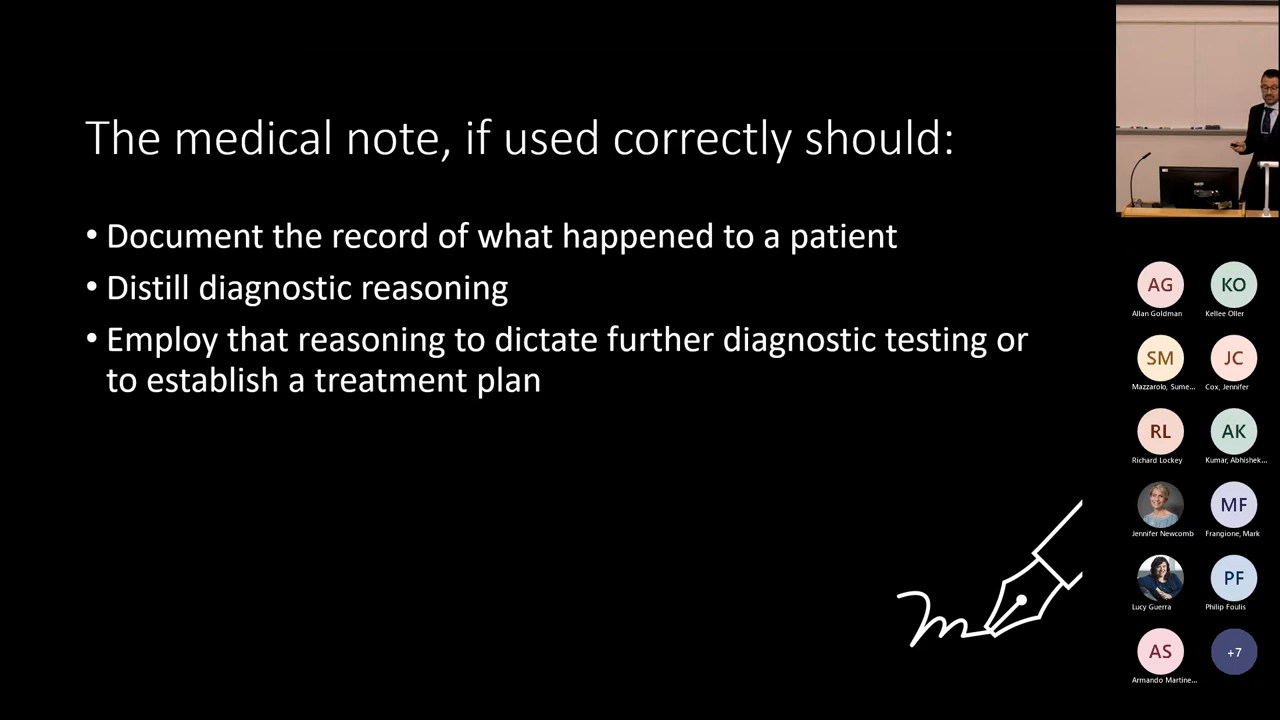 The medical note, if used correctly should:
• Document the record of what happened to a patient
• Distill diagnostic reasoning
• Employ that reasoning to dictate further diagnostic testing or
to establish a treatment plan
AG
Allan Goldman
KO
Kellee Oller
SM
Mazzarolo, Sume...
JC
Cox, Jennifer
RL
Richard Lockey
AK
Kumar, Abhishek...
Jennifer Newcomb
MF
Frangione, Mark
Lucy Guerra
PF
Philip Foulis
AS
Armando Martine...
+7